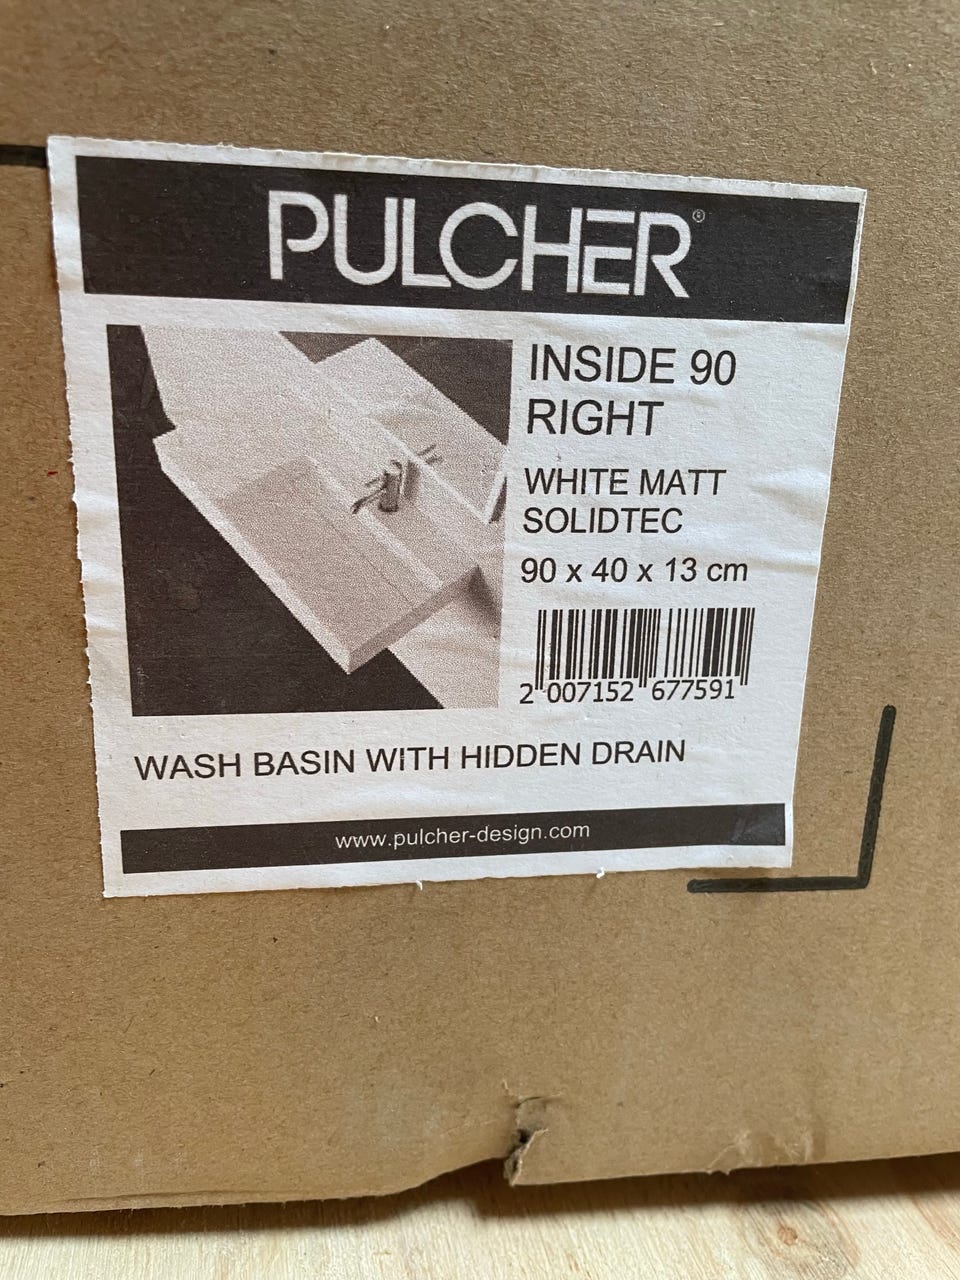 PULCHER®
INSIDE 90
RIGHT
WHITE MATT
SOLIDTEC
90 x 40 x 13 cm
2 007152 677591
WASH BASIN WITH HIDDEN DRAIN
www.pulcher-design.com